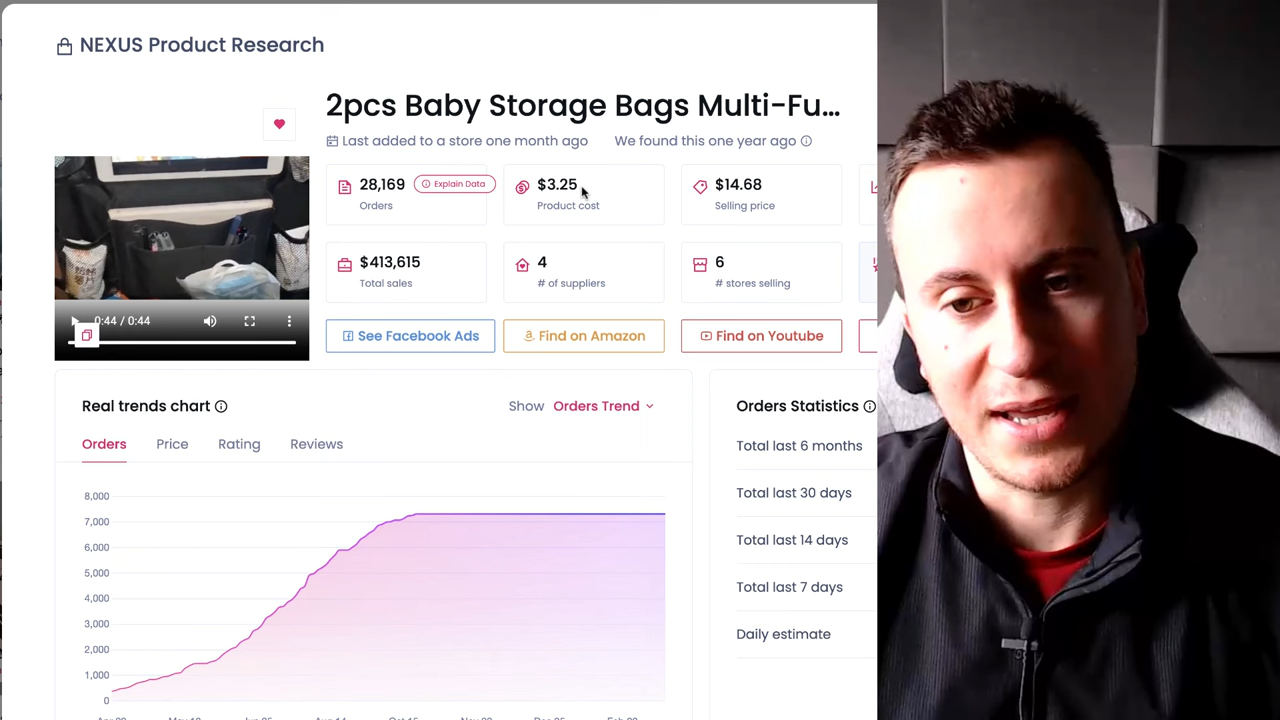 NEXUS Product Research
2pcs Baby Storage Bags Multi-Fu...
Last added to a store one month ago
We found this one year ago
28,169
Explain Data
Orders
$3.25
Product cost
$14.68
Selling price
$413,615
Total sales
4
# of suppliers
6
# stores selling
0:44 / 0:44
See Facebook Ads
Find on Amazon
Find on Youtube
Real trends chart
Show Orders Trend
Orders Price Rating Reviews
8,000
7,000
6,000
5,000
4,000
3,000
2,000
1,000
0
Orders Statistics
Total last 6 months
Total last 30 days
Total last 14 days
Total last 7 days
Daily estimate